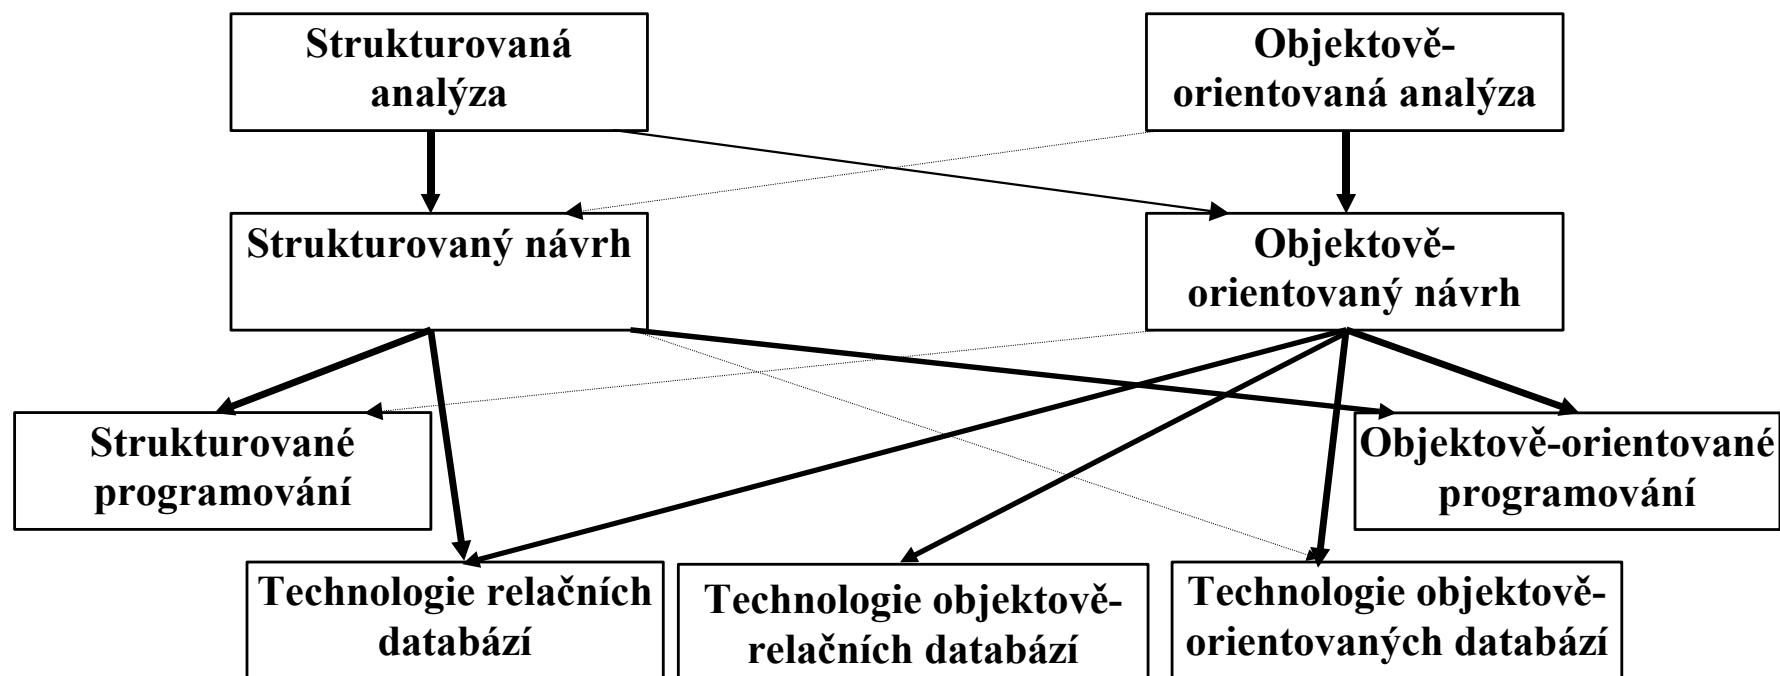 Strukturovaná
analýza
Objektově-
orientovaná analýza
Strukturovaný návrh
Objektově-
orientovaný návrh
Strukturované
programování
Objektově-orientované
programování
Technologie relačních
databází
Technologie objektově-
relačních databází
Technologie objektově-
orientovaných databází